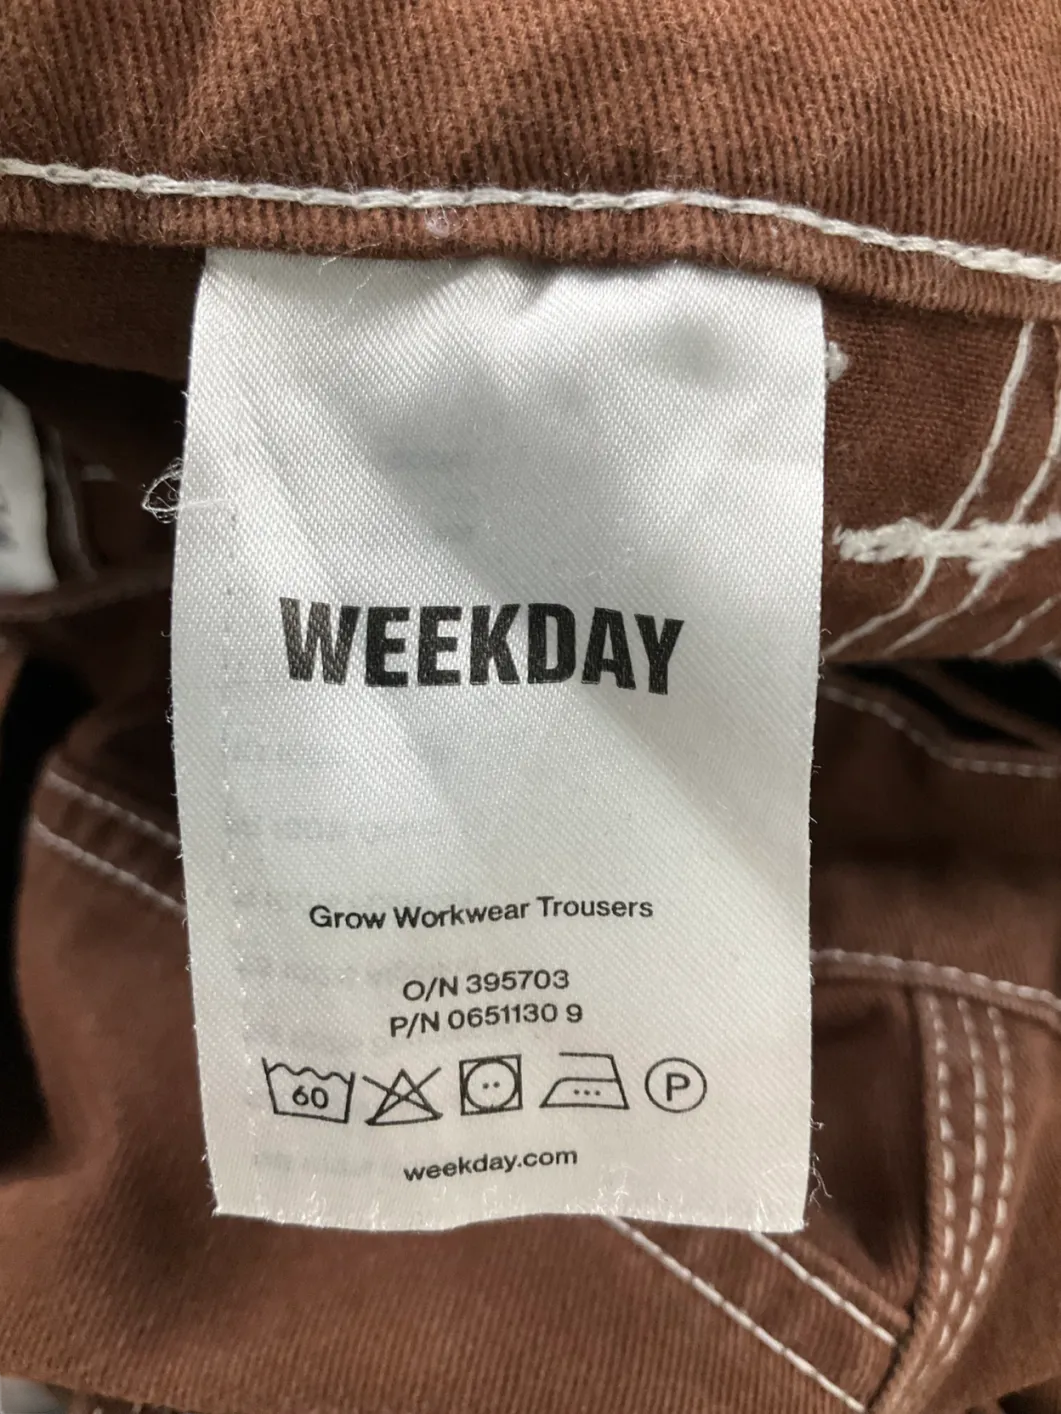 WEEKDAY
Grow Workwear Trousers
O/N 395703
P/N 0651130 9
60 P
weekday.com